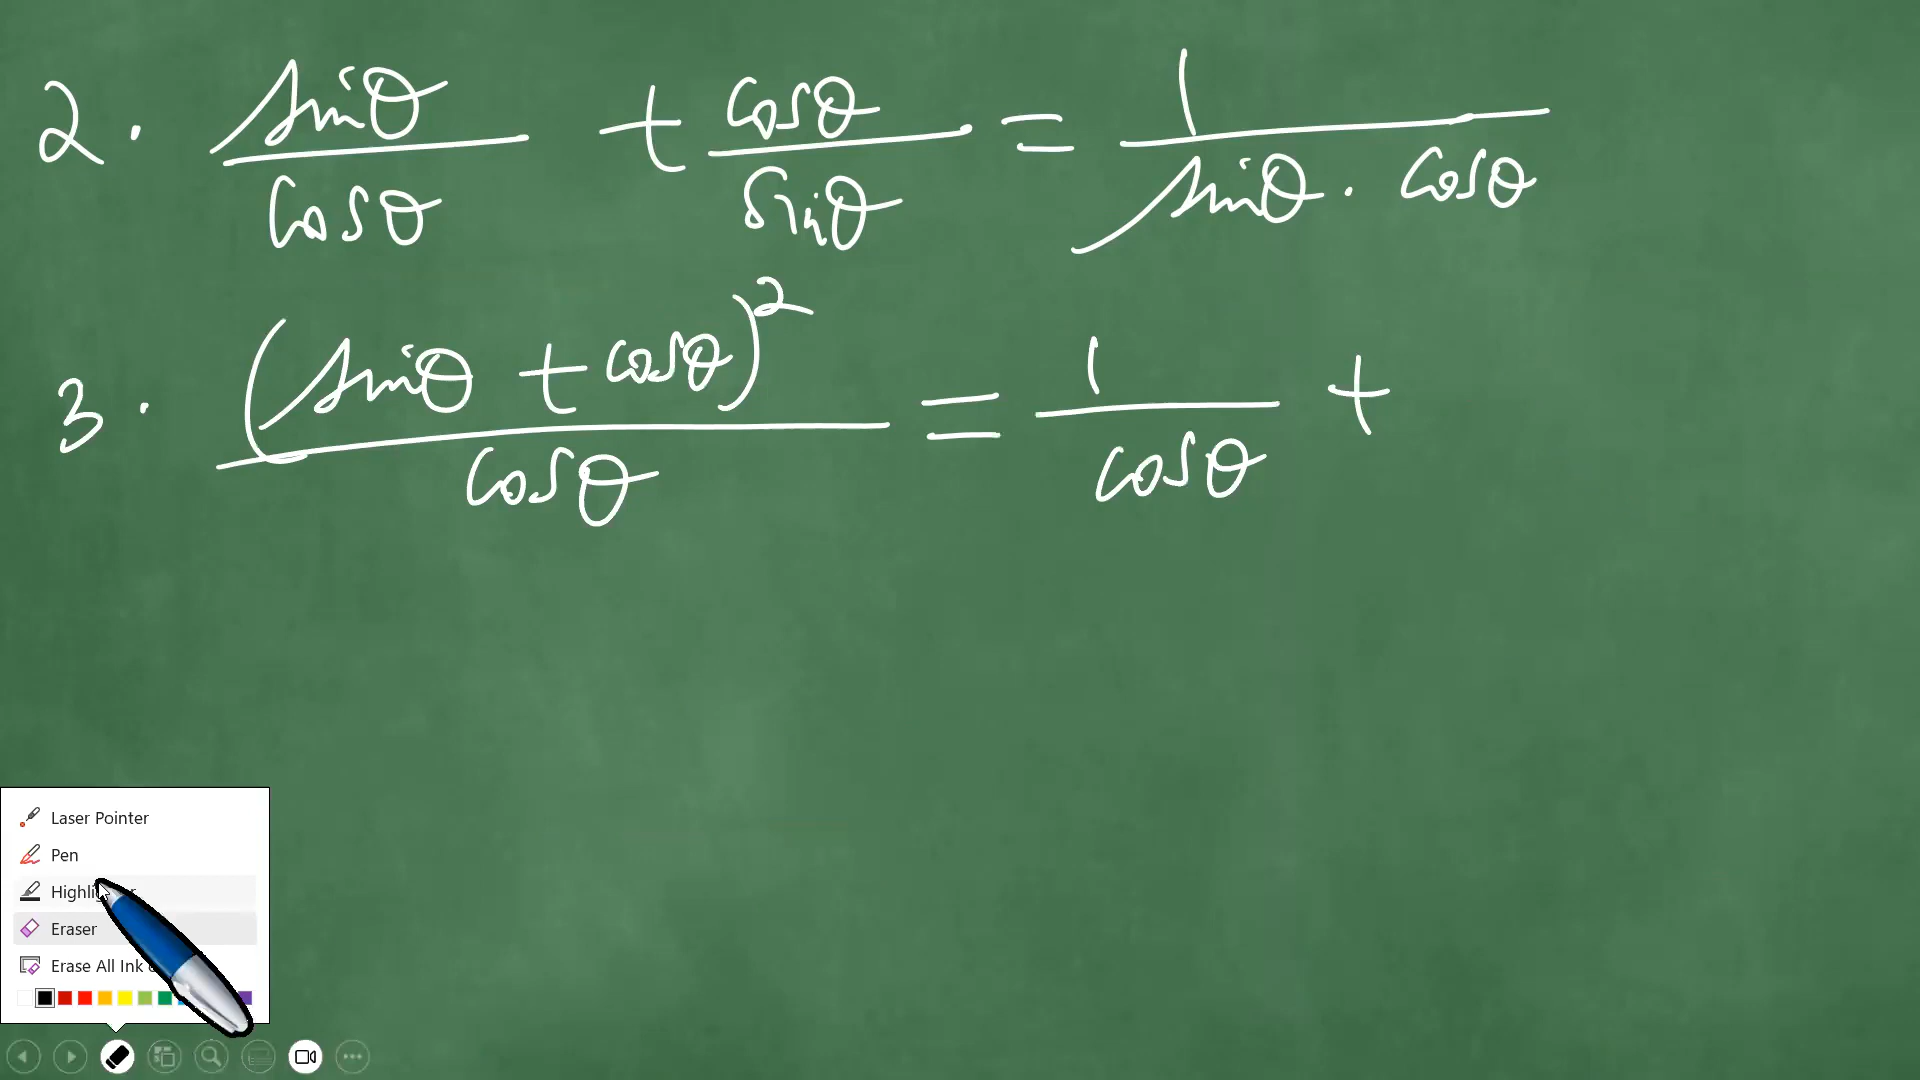 2. sinθ/cosθ + cosθ/sinθ = 1/(sinθ · cosθ)
3. (sinθ + cosθ)²/cosθ = 1/cosθ +
Laser Pointer
Pen
Eraser
Erase All Ink